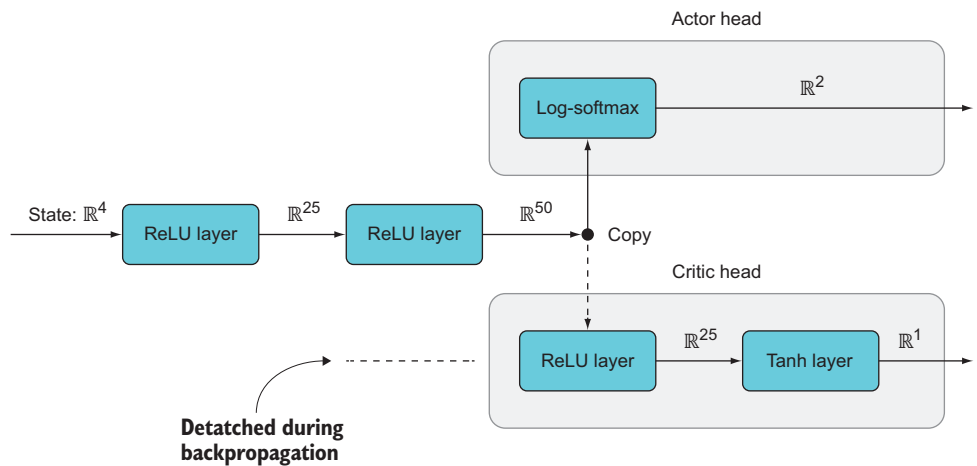 Actor head
Log-softmax
ℝ²
State: ℝ⁴
ReLU layer
ℝ²⁵
ReLU layer
ℝ⁵⁰
Copy
Critic head
ReLU layer
ℝ²⁵
Tanh layer
ℝ¹
Detatched during
backpropagation